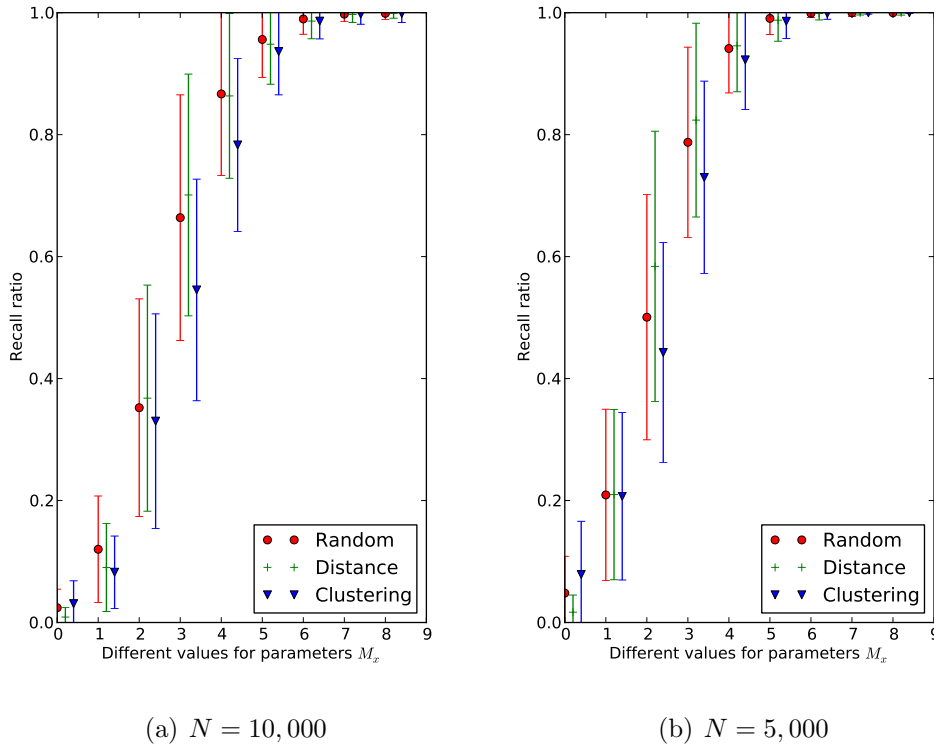 1.0
0.8
0.6
0.4
0.2
0.0
Recall ratio
0 1 2 3 4 5 6 7 8 9
Different values for parameters M_x
Random
Distance
Clustering
(a) N = 10,000
1.0
0.8
0.6
0.4
0.2
0.0
Recall ratio
0 1 2 3 4 5 6 7 8 9
Different values for parameters M_x
Random
Distance
Clustering
(b) N = 5,000